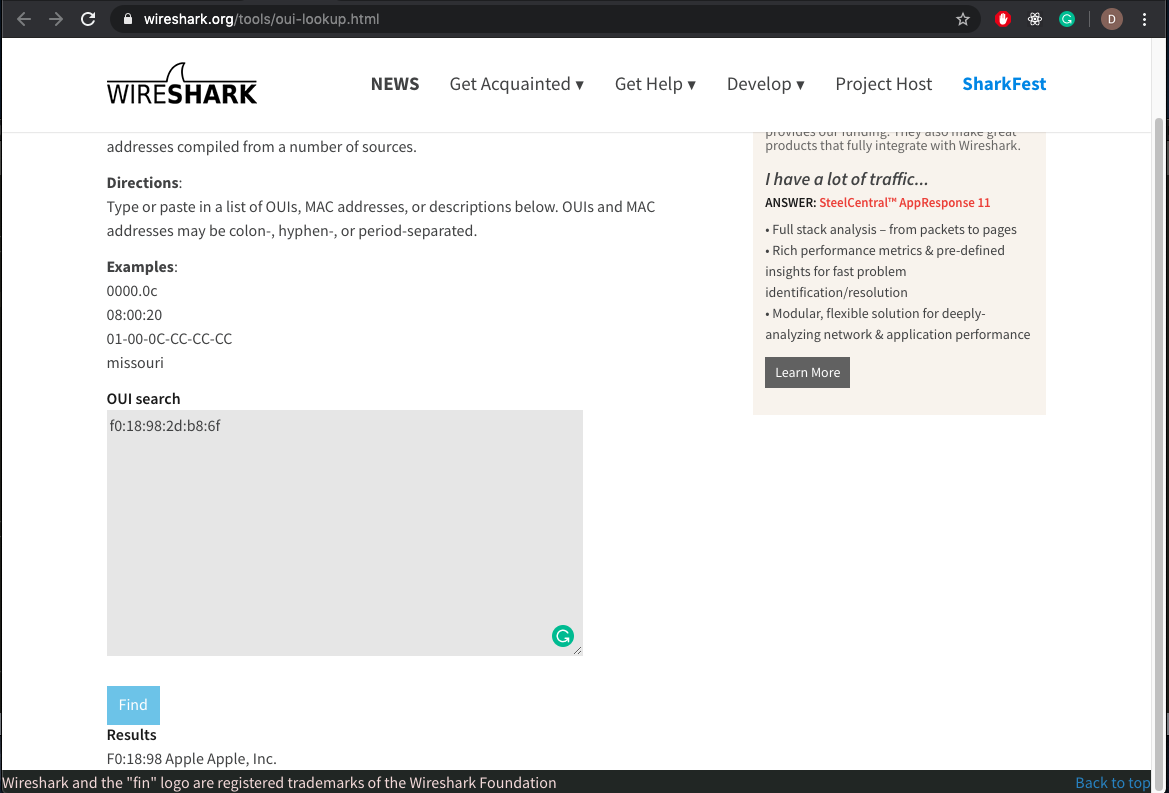 wireshark.org/tools/oui-lookup.html
D
WIRESHARK
NEWS
Get Acquainted ▾
Get Help ▾
Develop ▾
Project Host
SharkFest
addresses compiled from a number of sources.
Directions:
Type or paste in a list of OUIs, MAC addresses, or descriptions below. OUIs and MAC
addresses may be colon-, hyphen-, or period-separated.
Examples:
0000.0c
08:00:20
01-00-0C-CC-CC-CC
missouri
OUI search
f0:18:98:2d:b8:6f
Find
Results
F0:18:98 Apple Apple, Inc.
provides our funding. They also make great
products that fully integrate with Wireshark.
I have a lot of traffic...
ANSWER: SteelCentral™ AppResponse 11
• Full stack analysis – from packets to pages
• Rich performance metrics & pre-defined
insights for fast problem
identification/resolution
• Modular, flexible solution for deeply-
analyzing network & application performance
Learn More
Wireshark and the "fin" logo are registered trademarks of the Wireshark Foundation
Back to top